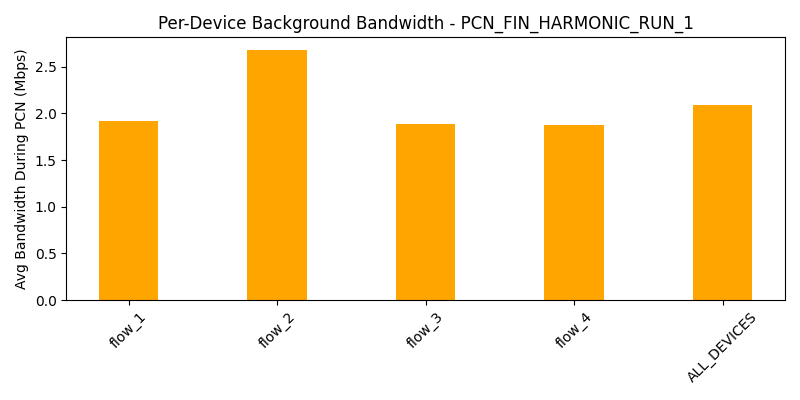 Per-Device Background Bandwidth - PCN_FIN_HARMONIC_RUN_1
Avg Bandwidth During PCN (Mbps)
2.5
2.0
1.5
1.0
0.5
0.0
flow_1
flow_2
flow_3
flow_4
ALL_DEVICES